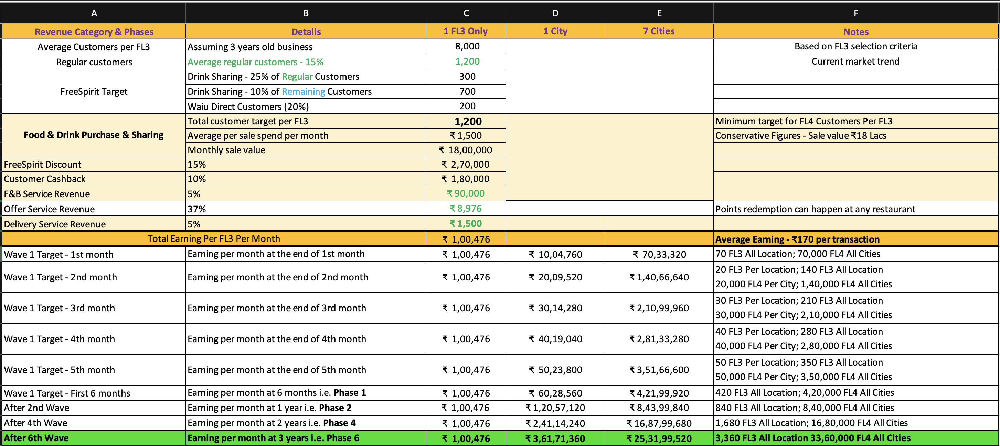 A B C D E F
Revenue Category & Phases Details 1 FL3 Only 1 City 7 Cities Notes
Average Customers per FL3 Assuming 3 years old business 8,000 Based on FL3 selection criteria
Regular customers Average regular customers - 15% 1,200 Current market trend
FreeSpirit Target
Drink Sharing - 25% of Regular Customers 300
Drink Sharing - 10% of Remaining Customers 700
Waiu Direct Customers (20%) 200
Food & Drink Purchase & Sharing
Total customer target per FL3 1,200 Minimum target for FL4 Customers Per FL3
Average per sale spend per month ₹ 1,500 Conservative Figures - Sale value ₹18 Lacs
Monthly sale value ₹ 18,00,000
FreeSpirit Discount 15% ₹ 2,70,000
Customer Cashback 10% ₹ 1,80,000
F&B Service Revenue 5% ₹ 90,000
Offer Service Revenue 37% ₹ 8,976 Points redemption can happen at any restaurant
Delivery Service Revenue 5% ₹ 1,500
Total Earning Per FL3 Per Month ₹ 1,00,476 Average Earning - ₹170 per transaction
Wave 1 Target - 1st month Earning per month at the end of 1st month ₹ 1,00,476 ₹ 10,04,760 ₹ 70,33,320 70 FL3 All Location; 70,000 FL4 All Cities
Wave 1 Target - 2nd month Earning per month at the end of 2nd month ₹ 1,00,476 ₹ 20,09,520 ₹ 1,40,66,640 20 FL3 Per Location; 140 FL3 All Location
20,000 FL4 Per City; 1,40,000 FL4 All Cities
Wave 1 Target - 3rd month Earning per month at the end of 3rd month ₹ 1,00,476 ₹ 30,14,280 ₹ 2,10,99,960 30 FL3 Per Location; 210 FL3 All Location
30,000 FL4 Per City; 2,10,000 FL4 All Cities
Wave 1 Target - 4th month Earning per month at the end of 4th month ₹ 1,00,476 ₹ 40,19,040 ₹ 2,81,33,280 40 FL3 Per Location; 280 FL3 All Location
40,000 FL4 Per City; 2,80,000 FL4 All Cities
Wave 1 Target - 5th month Earning per month at the end of 5th month ₹ 1,00,476 ₹ 50,23,800 ₹ 3,51,66,600 50 FL3 Per Location; 350 FL3 All Location
50,000 FL4 Per City; 3,50,000 FL4 All Cities
Wave 1 Target - First 6 months Earning per month at 6 months i.e. Phase 1 ₹ 1,00,476 ₹ 60,28,560 ₹ 4,21,99,920 420 FL3 All Location; 4,20,000 FL4 All Cities
After 2nd Wave Earning per month at 1 year i.e. Phase 2 ₹ 1,00,476 ₹ 1,20,57,120 ₹ 8,43,99,840 840 FL3 All Location; 8,40,000 FL4 All Cities
After 4th Wave Earning per month at 2 years i.e. Phase 4 ₹ 1,00,476 ₹ 2,41,14,240 ₹ 16,87,99,680 1,680 FL3 All Location; 16,80,000 FL4 All Cities
After 6th Wave Earning per month at 3 years i.e. Phase 6 ₹ 1,00,476 ₹ 3,61,71,360 ₹ 25,31,99,520 3,360 FL3 All Location 33,60,000 FL4 All Cities